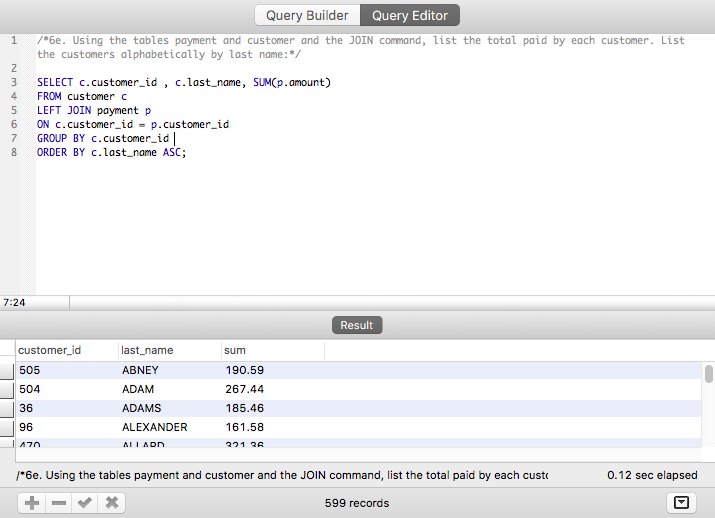 Query Builder Query Editor
1 /*6e. Using the tables payment and customer and the JOIN command, list the total paid by each customer. List
the customers alphabetically by last name:*/
2
3 SELECT c.customer_id , c.last_name, SUM(p.amount)
4 FROM customer c
5 LEFT JOIN payment p
6 ON c.customer_id = p.customer_id
7 GROUP BY c.customer_id
8 ORDER BY c.last_name ASC;
7:24
Result
customer_id last_name sum
505 ABNEY 190.59
504 ADAM 267.44
36 ADAMS 185.46
96 ALEXANDER 161.58
470 ALLARD 321.36
/*6e. Using the tables payment and customer and the JOIN command, list the total paid by each custo 0.12 sec elapsed
599 records